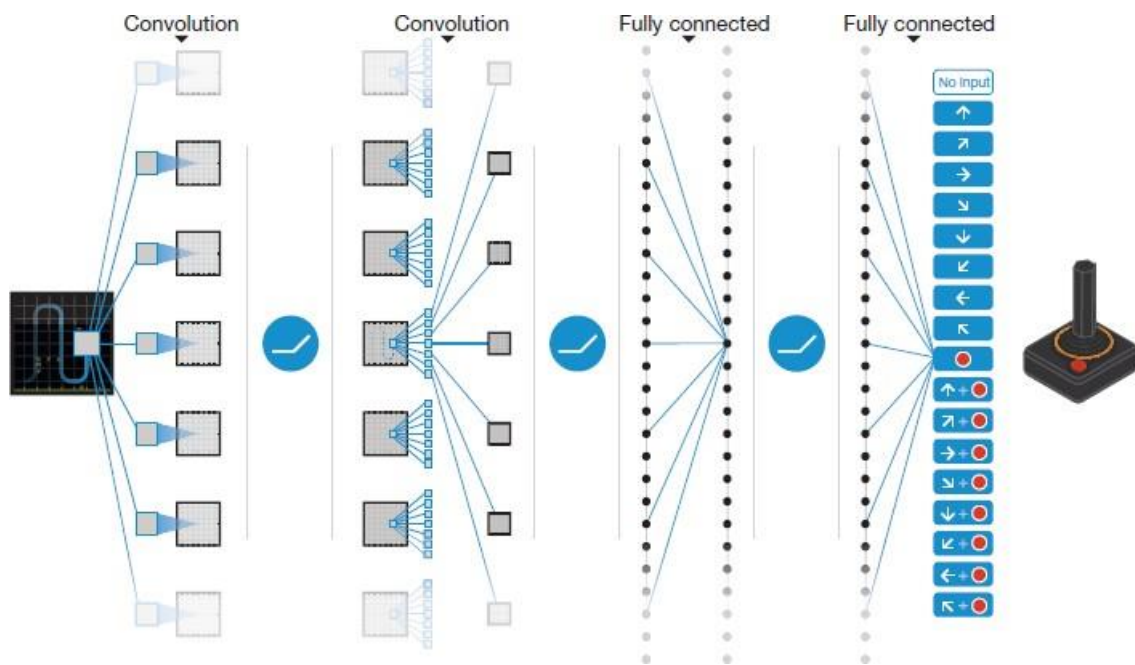 Convolution
Convolution
Fully connected
Fully connected
No input
+
+
+
+
+
+
+
+